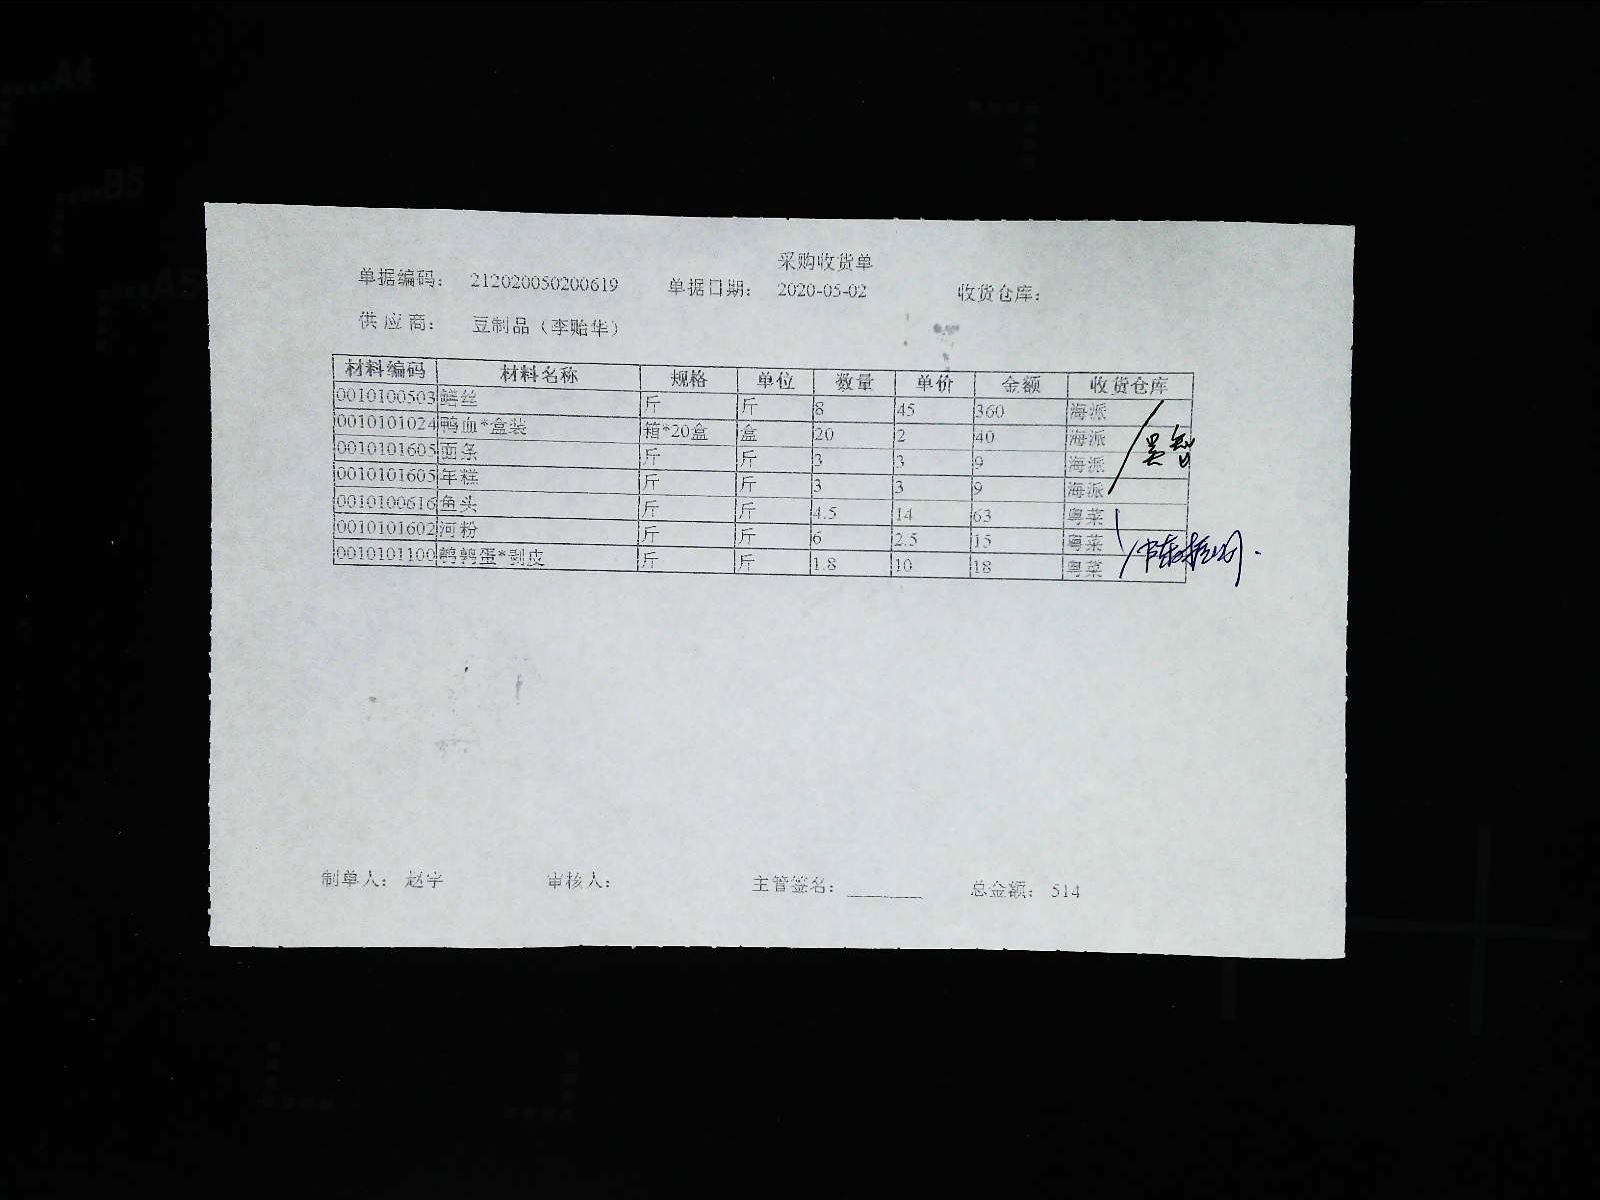 采购收货单
单据编码： 212020050200619 单据日期： 2020-05-02 收货仓库：
供 应 商： 豆制品（李贻华）
材料编码 材料名称 规格 单位 数量 单价 金额 收货仓库
0010100503 鳝丝 斤 斤 8 45 360 海派
0010101024 鸭血*盒装 箱*20盒 盒 20 2 40 海派
0010101605 面条 斤 斤 3 3 9 海派
0010101605 年糕 斤 斤 3 3 9 海派
0010100616 鱼头 斤 斤 4.5 14 63 粤菜
0010101602 河粉 斤 斤 6 2.5 15 粤菜
0010101100 鹌鹑蛋*剥皮 斤 斤 1.8 10 18 粤菜
制单人： 赵宇 审核人： 主管签名： 总金额： 514
A4
B5
A5